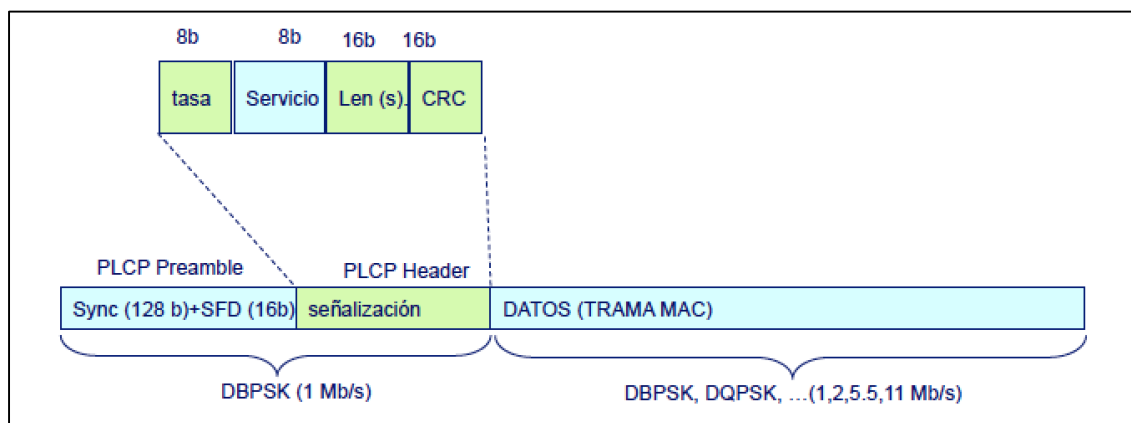 8b 8b 16b 16b
tasa Servicio Len (s). CRC
PLCP Preamble PLCP Header
Sync (128 b)+SFD (16b) señalización DATOS (TRAMA MAC)
DBPSK (1 Mb/s) DBPSK, DQPSK, …(1,2,5.5,11 Mb/s)